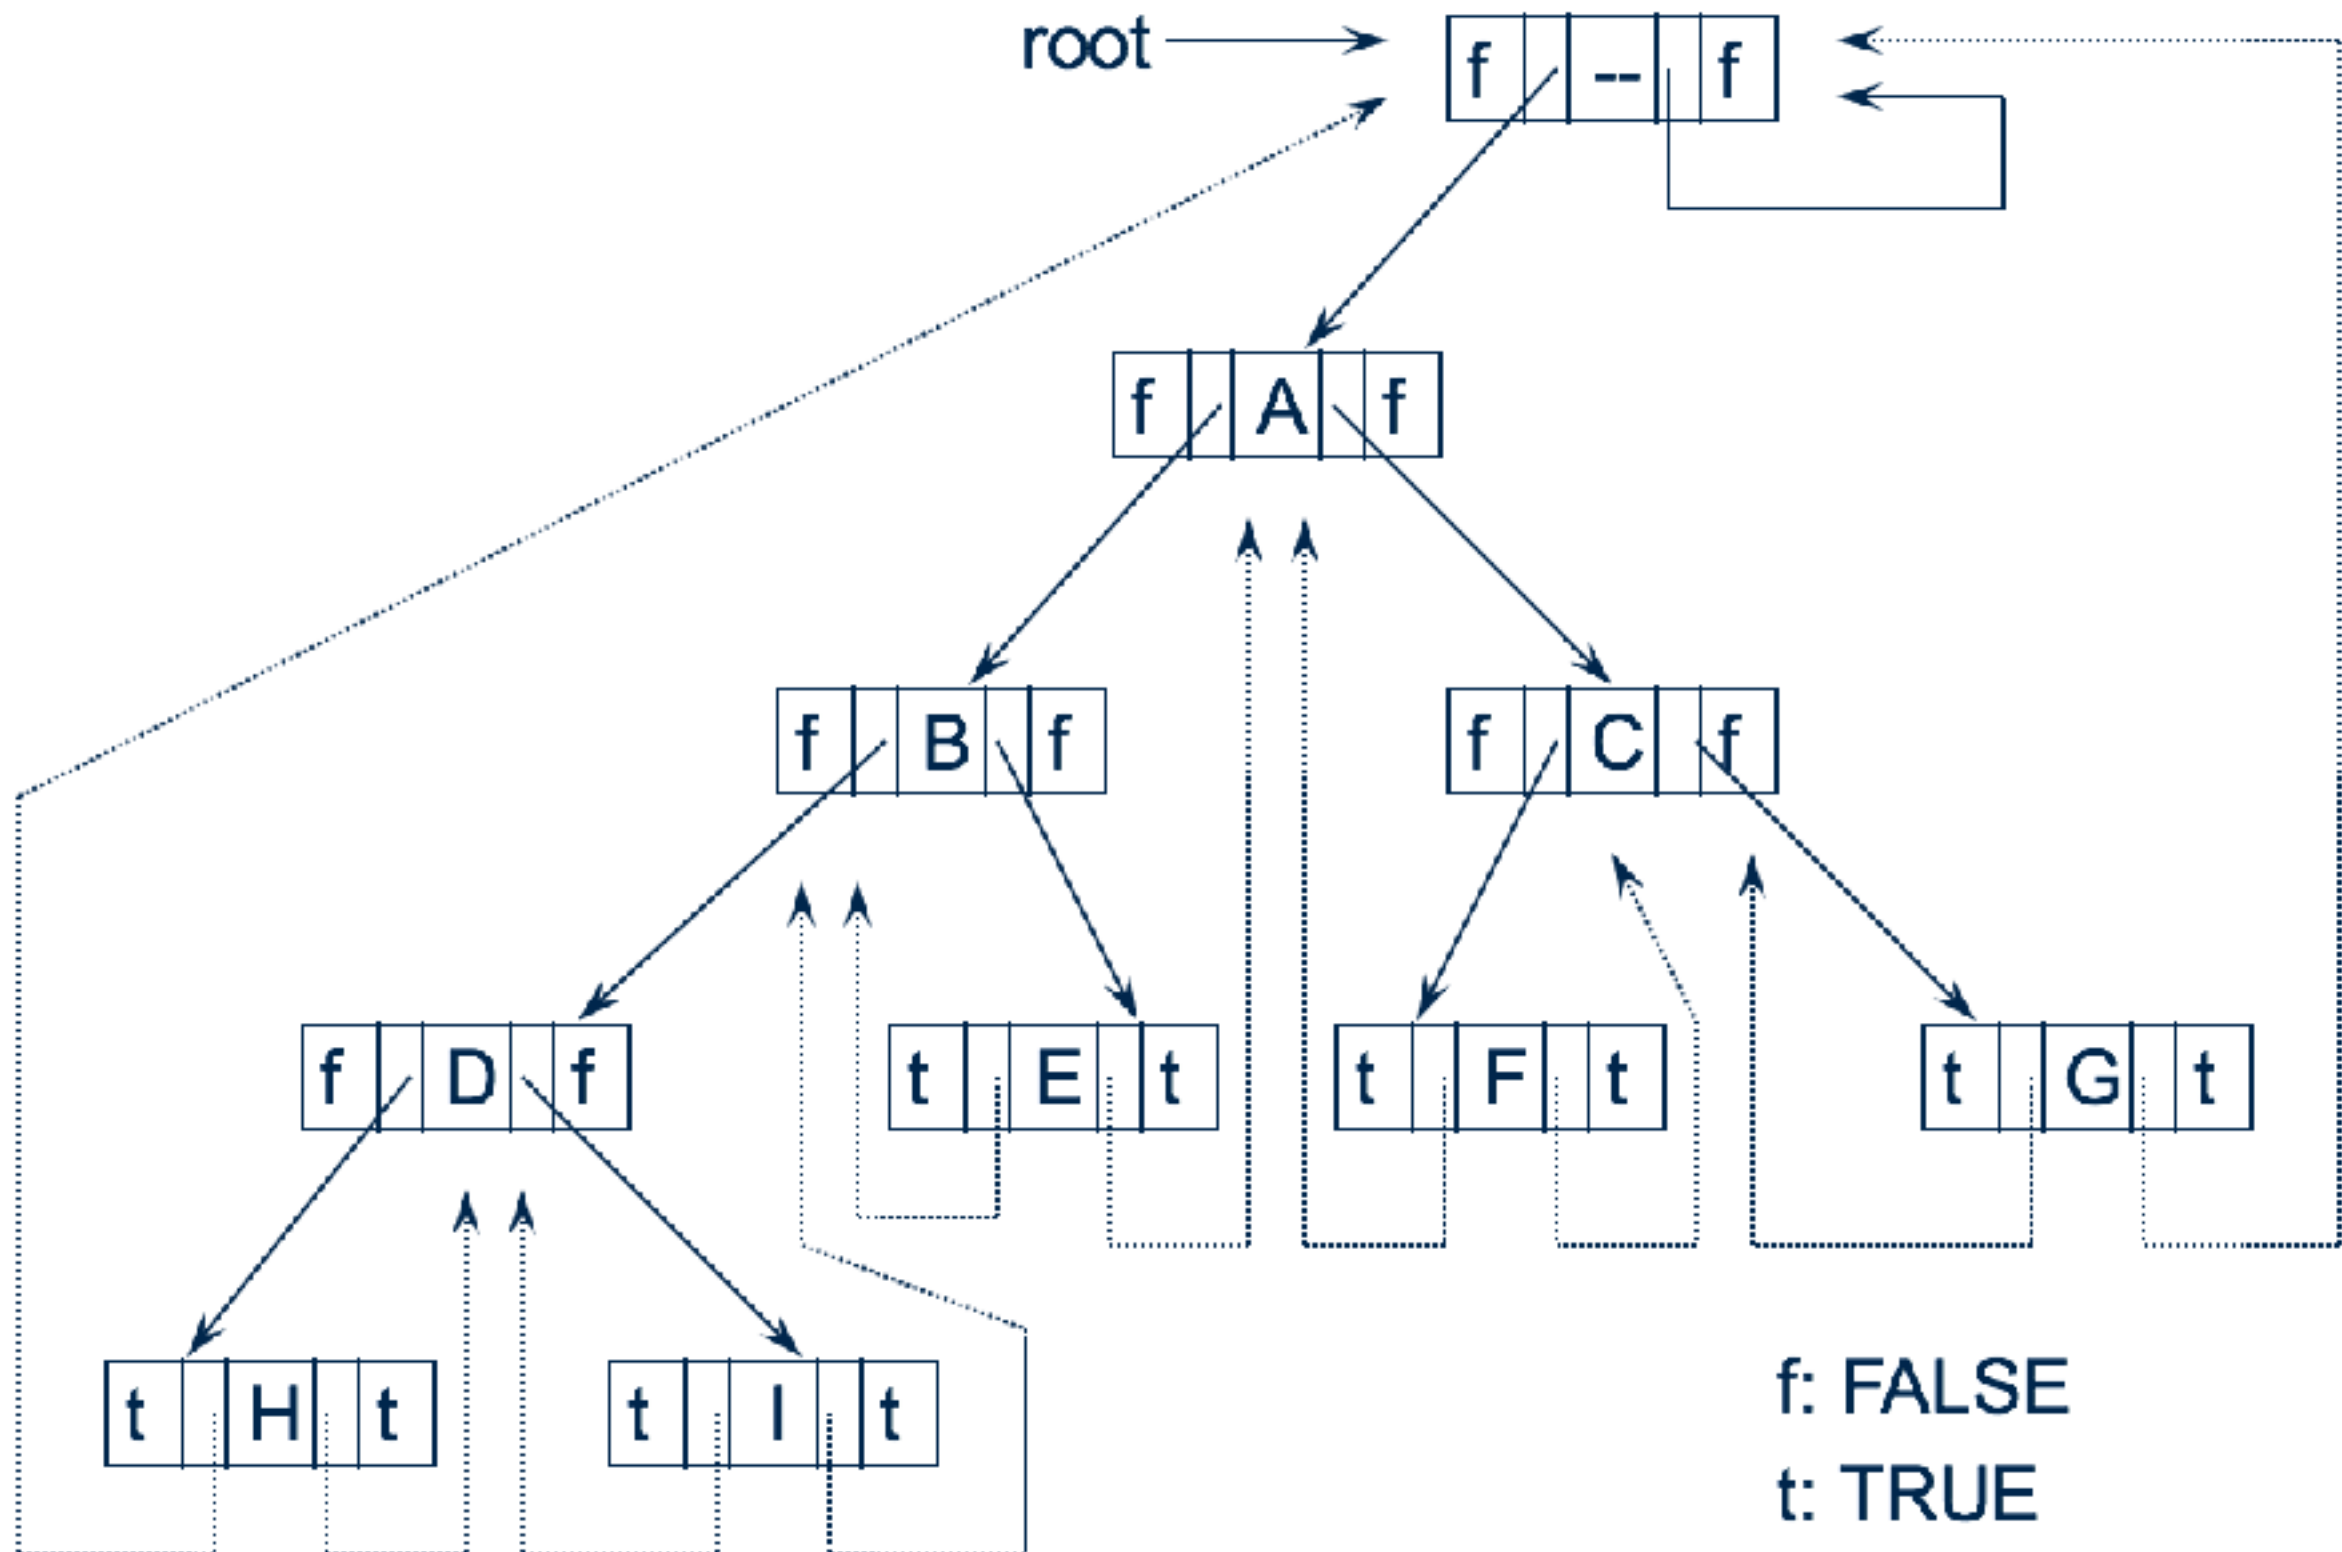 root
f -- f
f A f
f B f
f C f
f D f
t E t
t F t
t G t
t H t
t I t
f: FALSE
t: TRUE